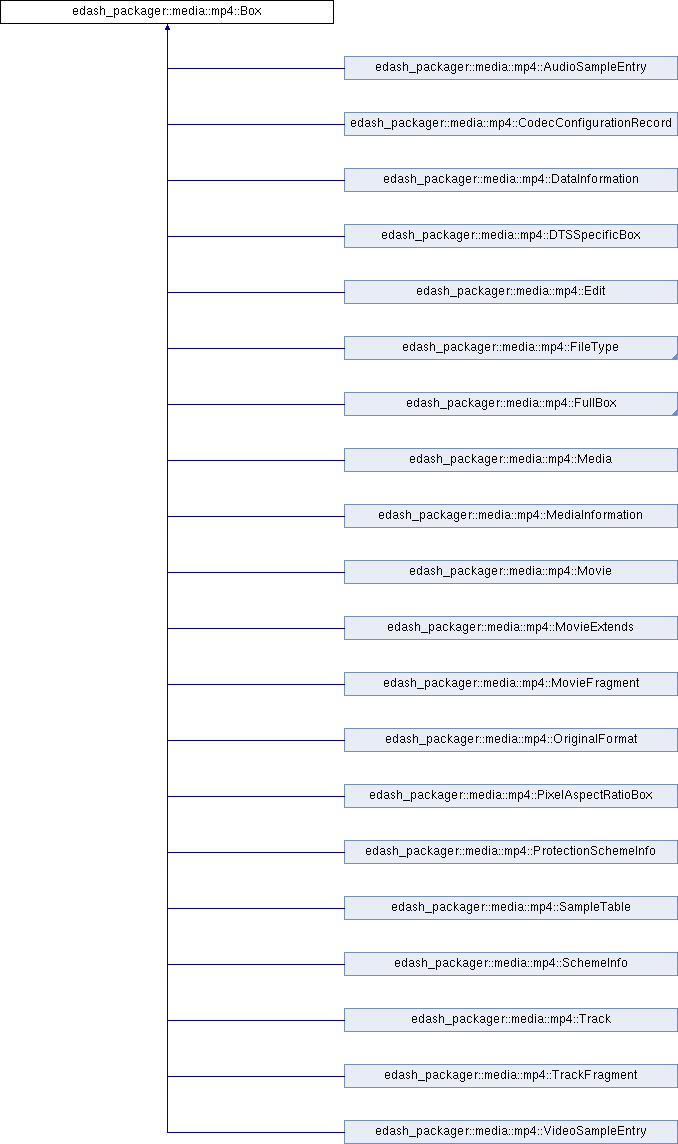 edash_packager::media::mp4::Box
edash_packager::media::mp4::AudioSampleEntry
edash_packager::media::mp4::CodecConfigurationRecord
edash_packager::media::mp4::DataInformation
edash_packager::media::mp4::DTSSpecificBox
edash_packager::media::mp4::Edit
edash_packager::media::mp4::FileType
edash_packager::media::mp4::FullBox
edash_packager::media::mp4::Media
edash_packager::media::mp4::MediaInformation
edash_packager::media::mp4::Movie
edash_packager::media::mp4::MovieExtends
edash_packager::media::mp4::MovieFragment
edash_packager::media::mp4::OriginalFormat
edash_packager::media::mp4::PixelAspectRatioBox
edash_packager::media::mp4::ProtectionSchemeInfo
edash_packager::media::mp4::SampleTable
edash_packager::media::mp4::SchemeInfo
edash_packager::media::mp4::Track
edash_packager::media::mp4::TrackFragment
edash_packager::media::mp4::VideoSampleEntry